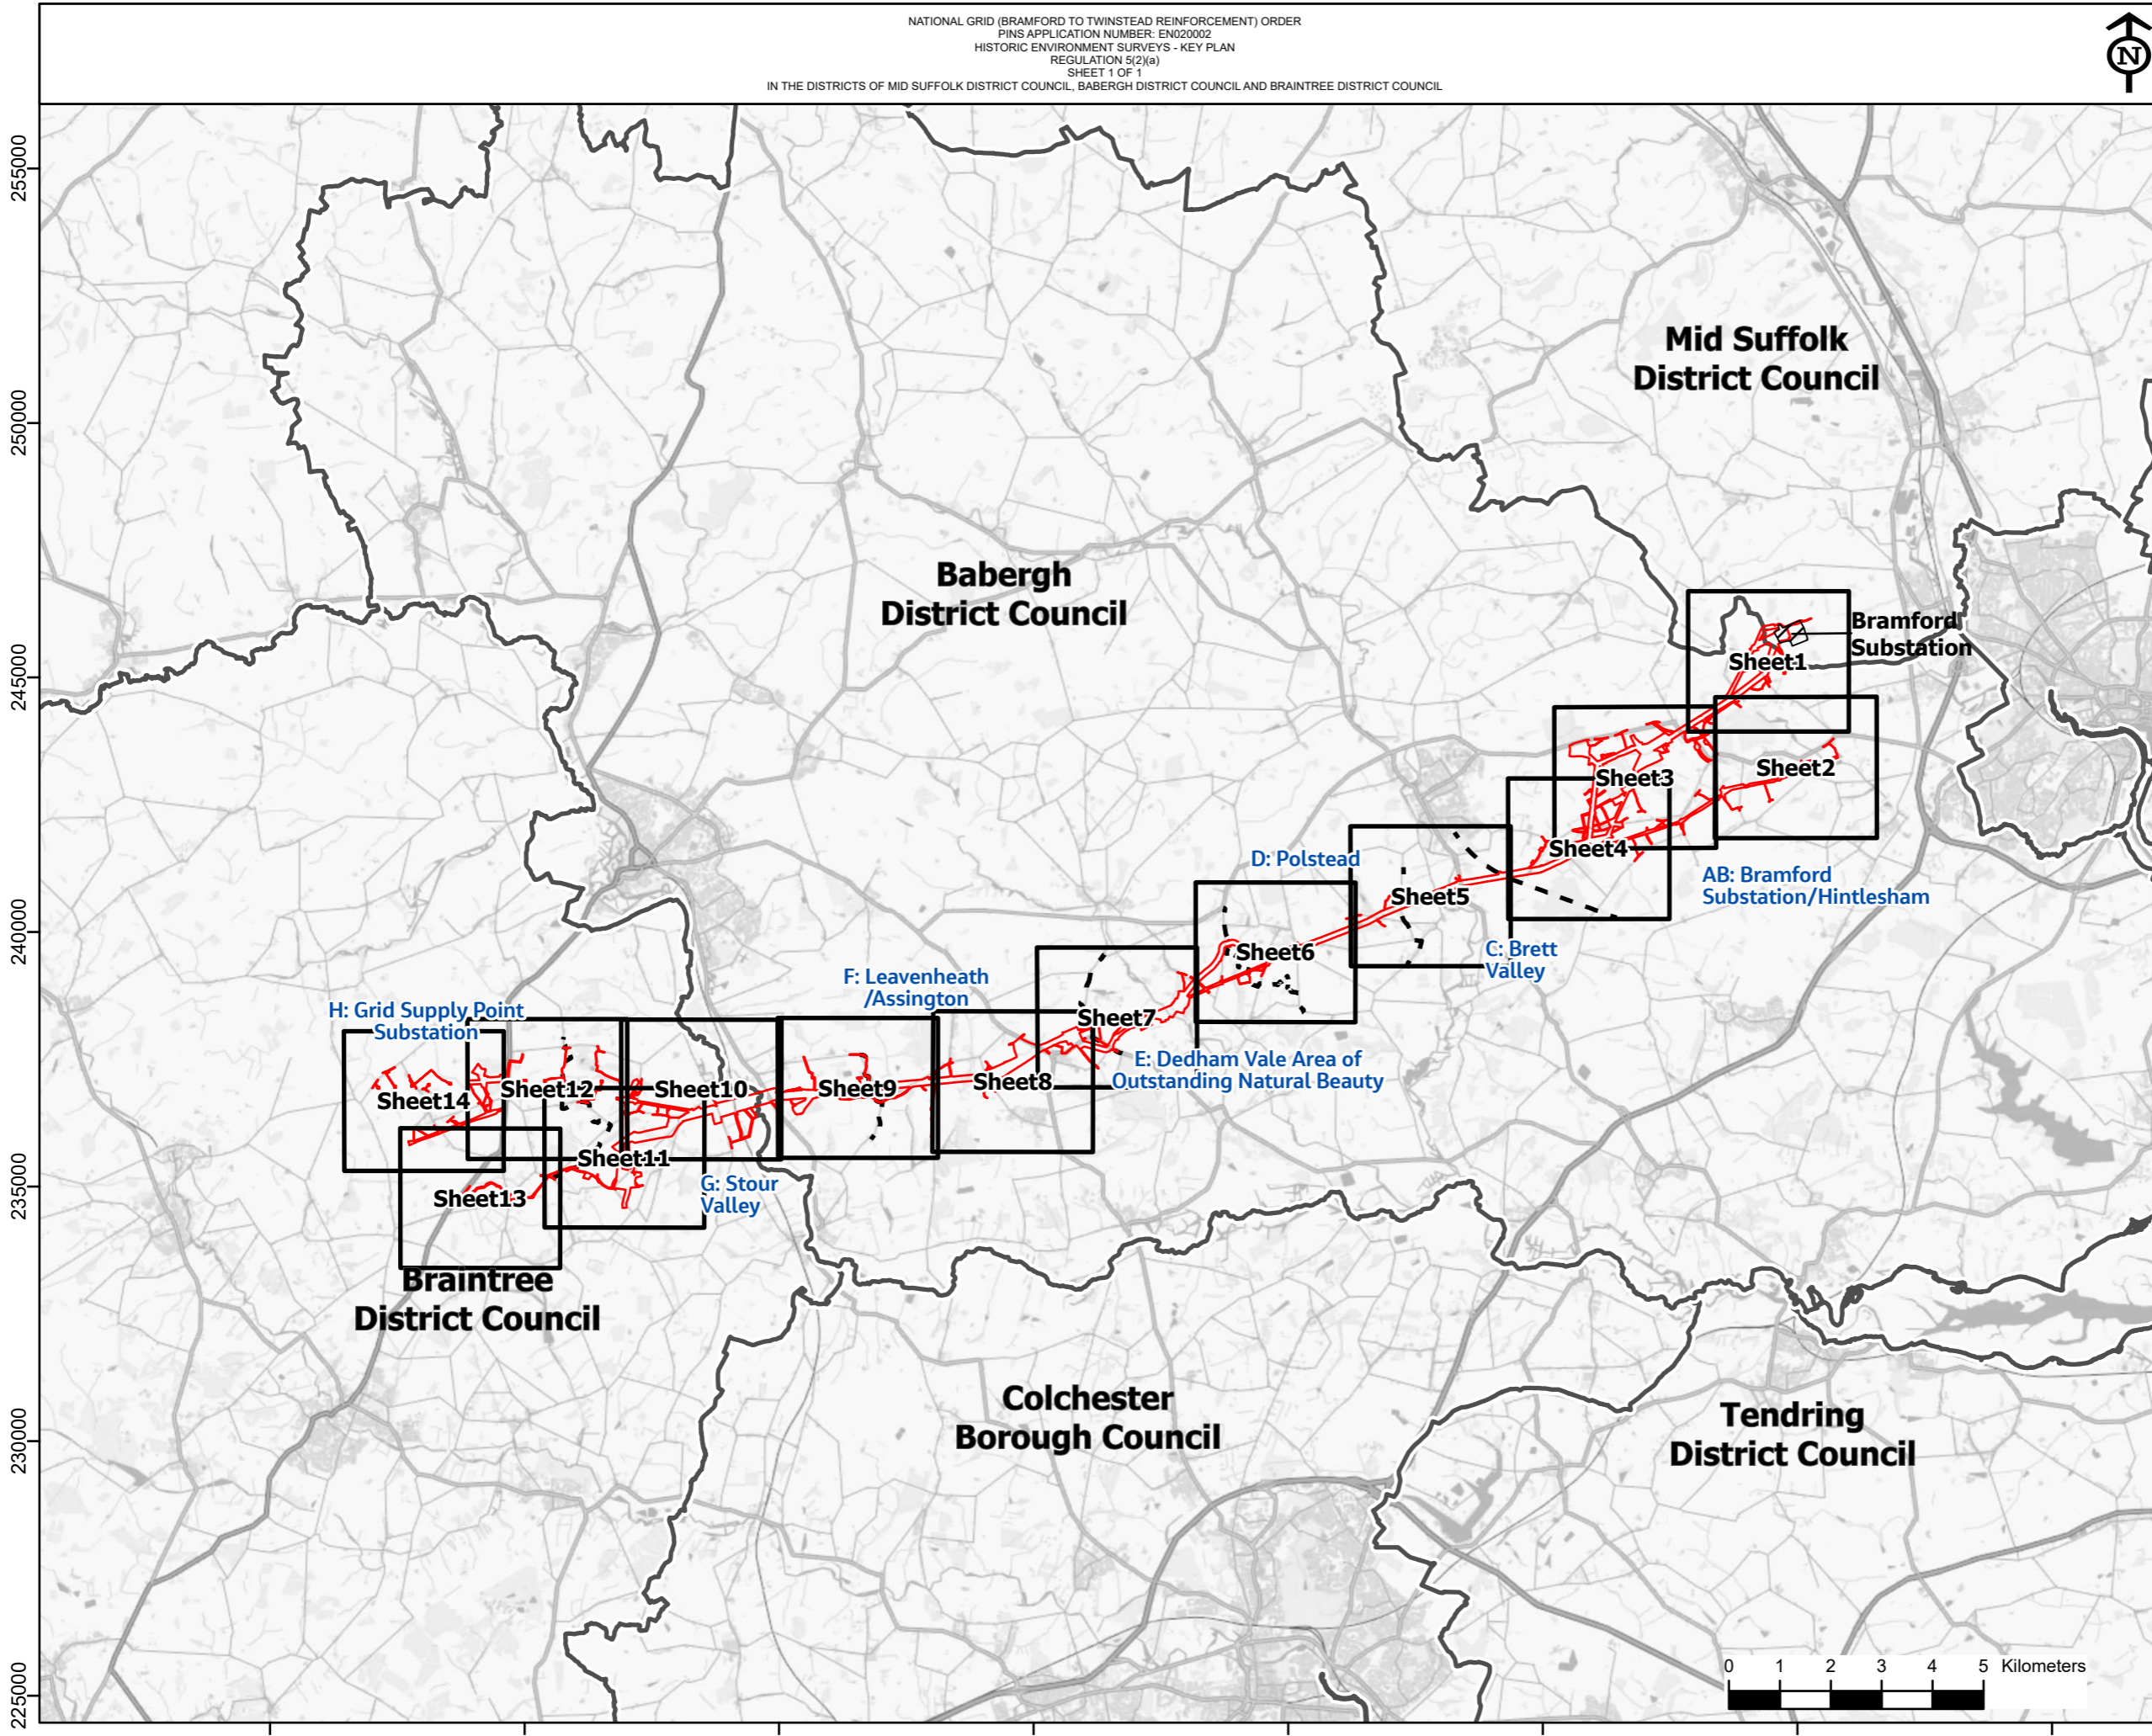 NATIONAL GRID (BRAMFORD TO TWINSTEAD REINFORCEMENT) ORDER
PINS APPLICATION NUMBER: EN020002
HISTORIC ENVIRONMENT SURVEYS - KEY PLAN
REGULATION 5(2)(a)
SHEET 1 OF 1
IN THE DISTRICTS OF MID SUFFOLK DISTRICT COUNCIL, BABERGH DISTRICT COUNCIL AND BRAINTREE DISTRICT COUNCIL
N
255000
250000
245000
240000
235000
230000
225000
Mid Suffolk
District Council
Babergh
District Council
Bramford
Substation
Sheet1
Sheet2
Sheet3
Sheet4
AB: Bramford
Substation/Hintlesham
D: Polstead
Sheet5
C: Brett
Valley
Sheet6
F: Leavenheath
/Assington
H: Grid Supply Point
Substation
Sheet7
E: Dedham Vale Area of
Outstanding Natural Beauty
Sheet8
Sheet9
Sheet10
Sheet12
Sheet14
Sheet11
Sheet13
G: Stour
Valley
Braintree
District Council
Colchester
Borough Council
Tendring
District Council
0 1 2 3 4 5 Kilometers